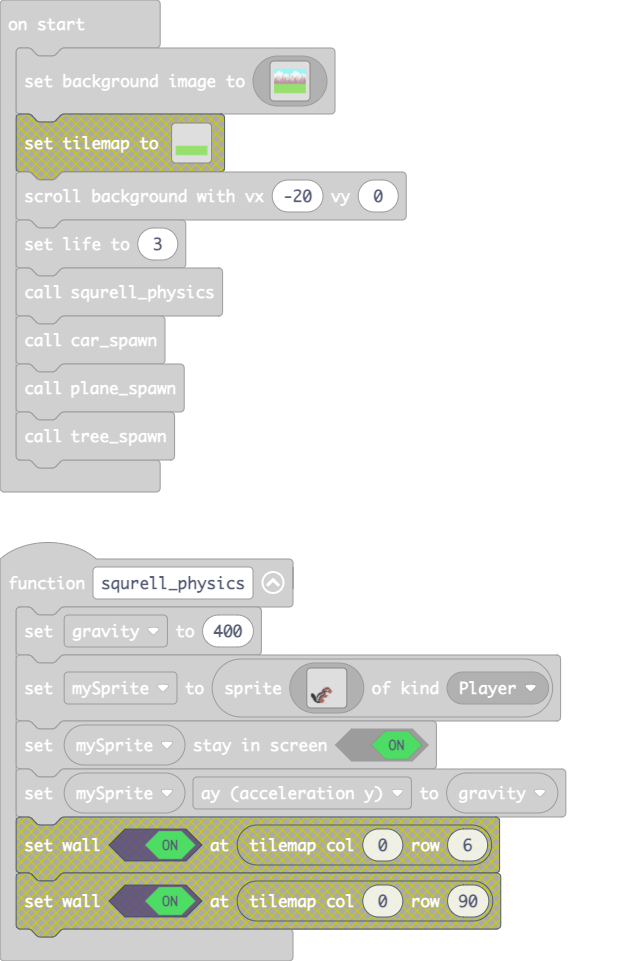 on start
set background image to
set tilemap to
scroll background with vx -20 vy 0
set life to 3
call squrell_physics
call car_spawn
call plane_spawn
call tree_spawn
function squrell_physics
set gravity to 400
set mySprite to sprite of kind Player
set mySprite stay in screen ON
set mySprite ay (acceleration y) to gravity
set wall ON at tilemap col 0 row 6
set wall ON at tilemap col 0 row 90